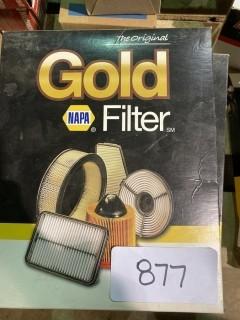 The Original
Gold
NAPA ® Filter SM
877